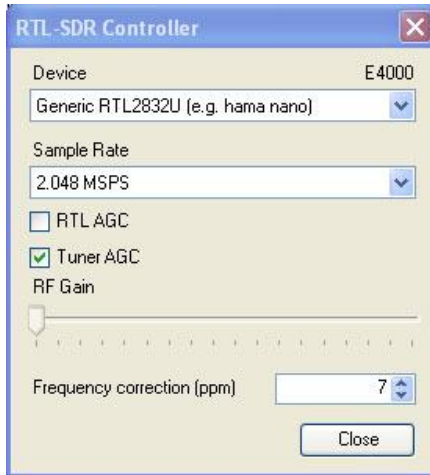 RTL-SDR Controller
Device E4000
Generic RTL2832U (e.g. hama nano)
Sample Rate
2.048 MSPS
RTL AGC
Tuner AGC
RF Gain
Frequency correction (ppm) 7
Close